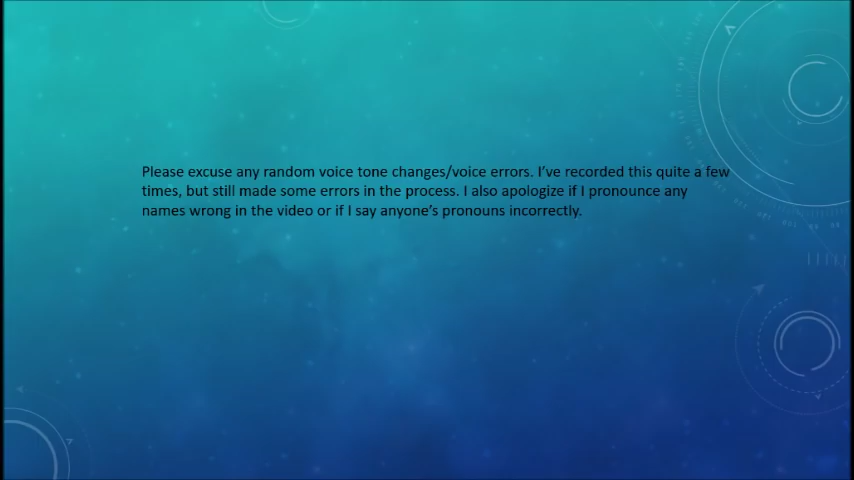 Please excuse any random voice tone changes/voice errors. I’ve recorded this quite a few
times, but still made some errors in the process. I also apologize if I pronounce any
names wrong in the video or if I say anyone’s pronouns incorrectly.